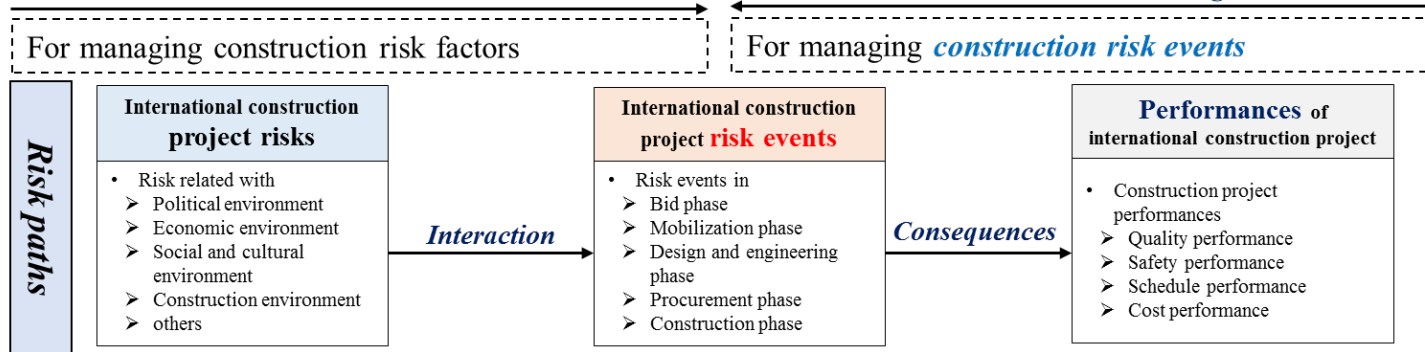 For managing construction risk factors
For managing construction risk events
Risk paths
International construction
project risks
• Risk related with
➢ Political environment
➢ Economic environment
➢ Social and cultural
environment
➢ Construction environment
➢ others
Interaction
International construction
project risk events
• Risk events in
➢ Bid phase
➢ Mobilization phase
➢ Design and engineering
phase
➢ Procurement phase
➢ Construction phase
Consequences
Performances of
international construction project
• Construction project
performances
➢ Quality performance
➢ Safety performance
➢ Schedule performance
➢ Cost performance